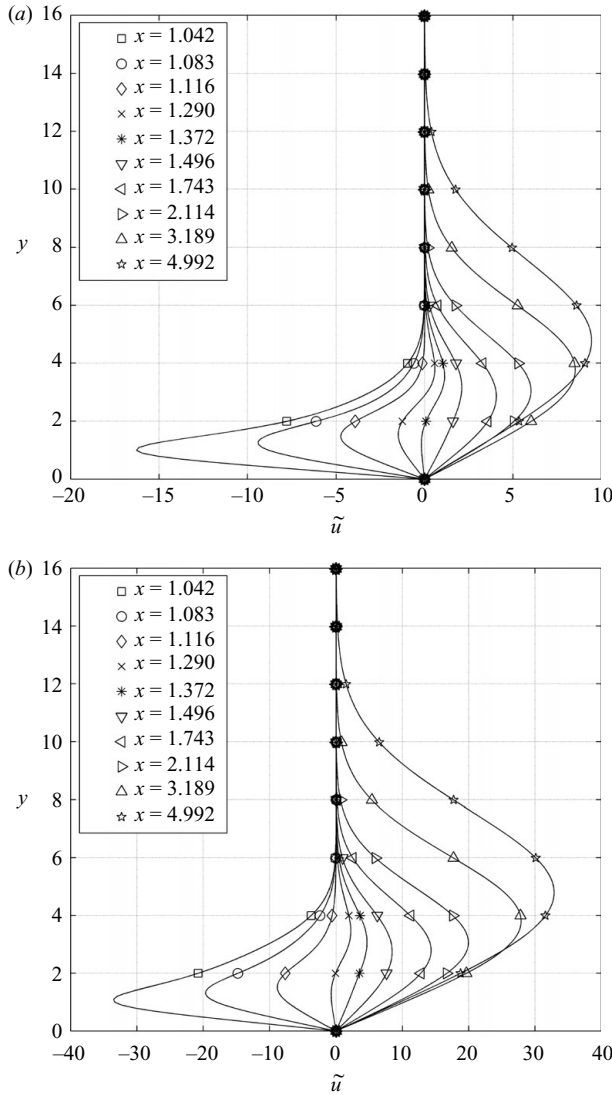 (a)
16
14
12
10
8
6
4
2
0
y
x = 1.042
x = 1.083
x = 1.116
x = 1.290
x = 1.372
x = 1.496
x = 1.743
x = 2.114
x = 3.189
x = 4.992
−20 −15 −10 −5 0 5 10
ũ
(b)
16
14
12
10
8
6
4
2
0
y
x = 1.042
x = 1.083
x = 1.116
x = 1.290
x = 1.372
x = 1.496
x = 1.743
x = 2.114
x = 3.189
x = 4.992
−40 −30 −20 −10 0 10 20 30 40
ũ